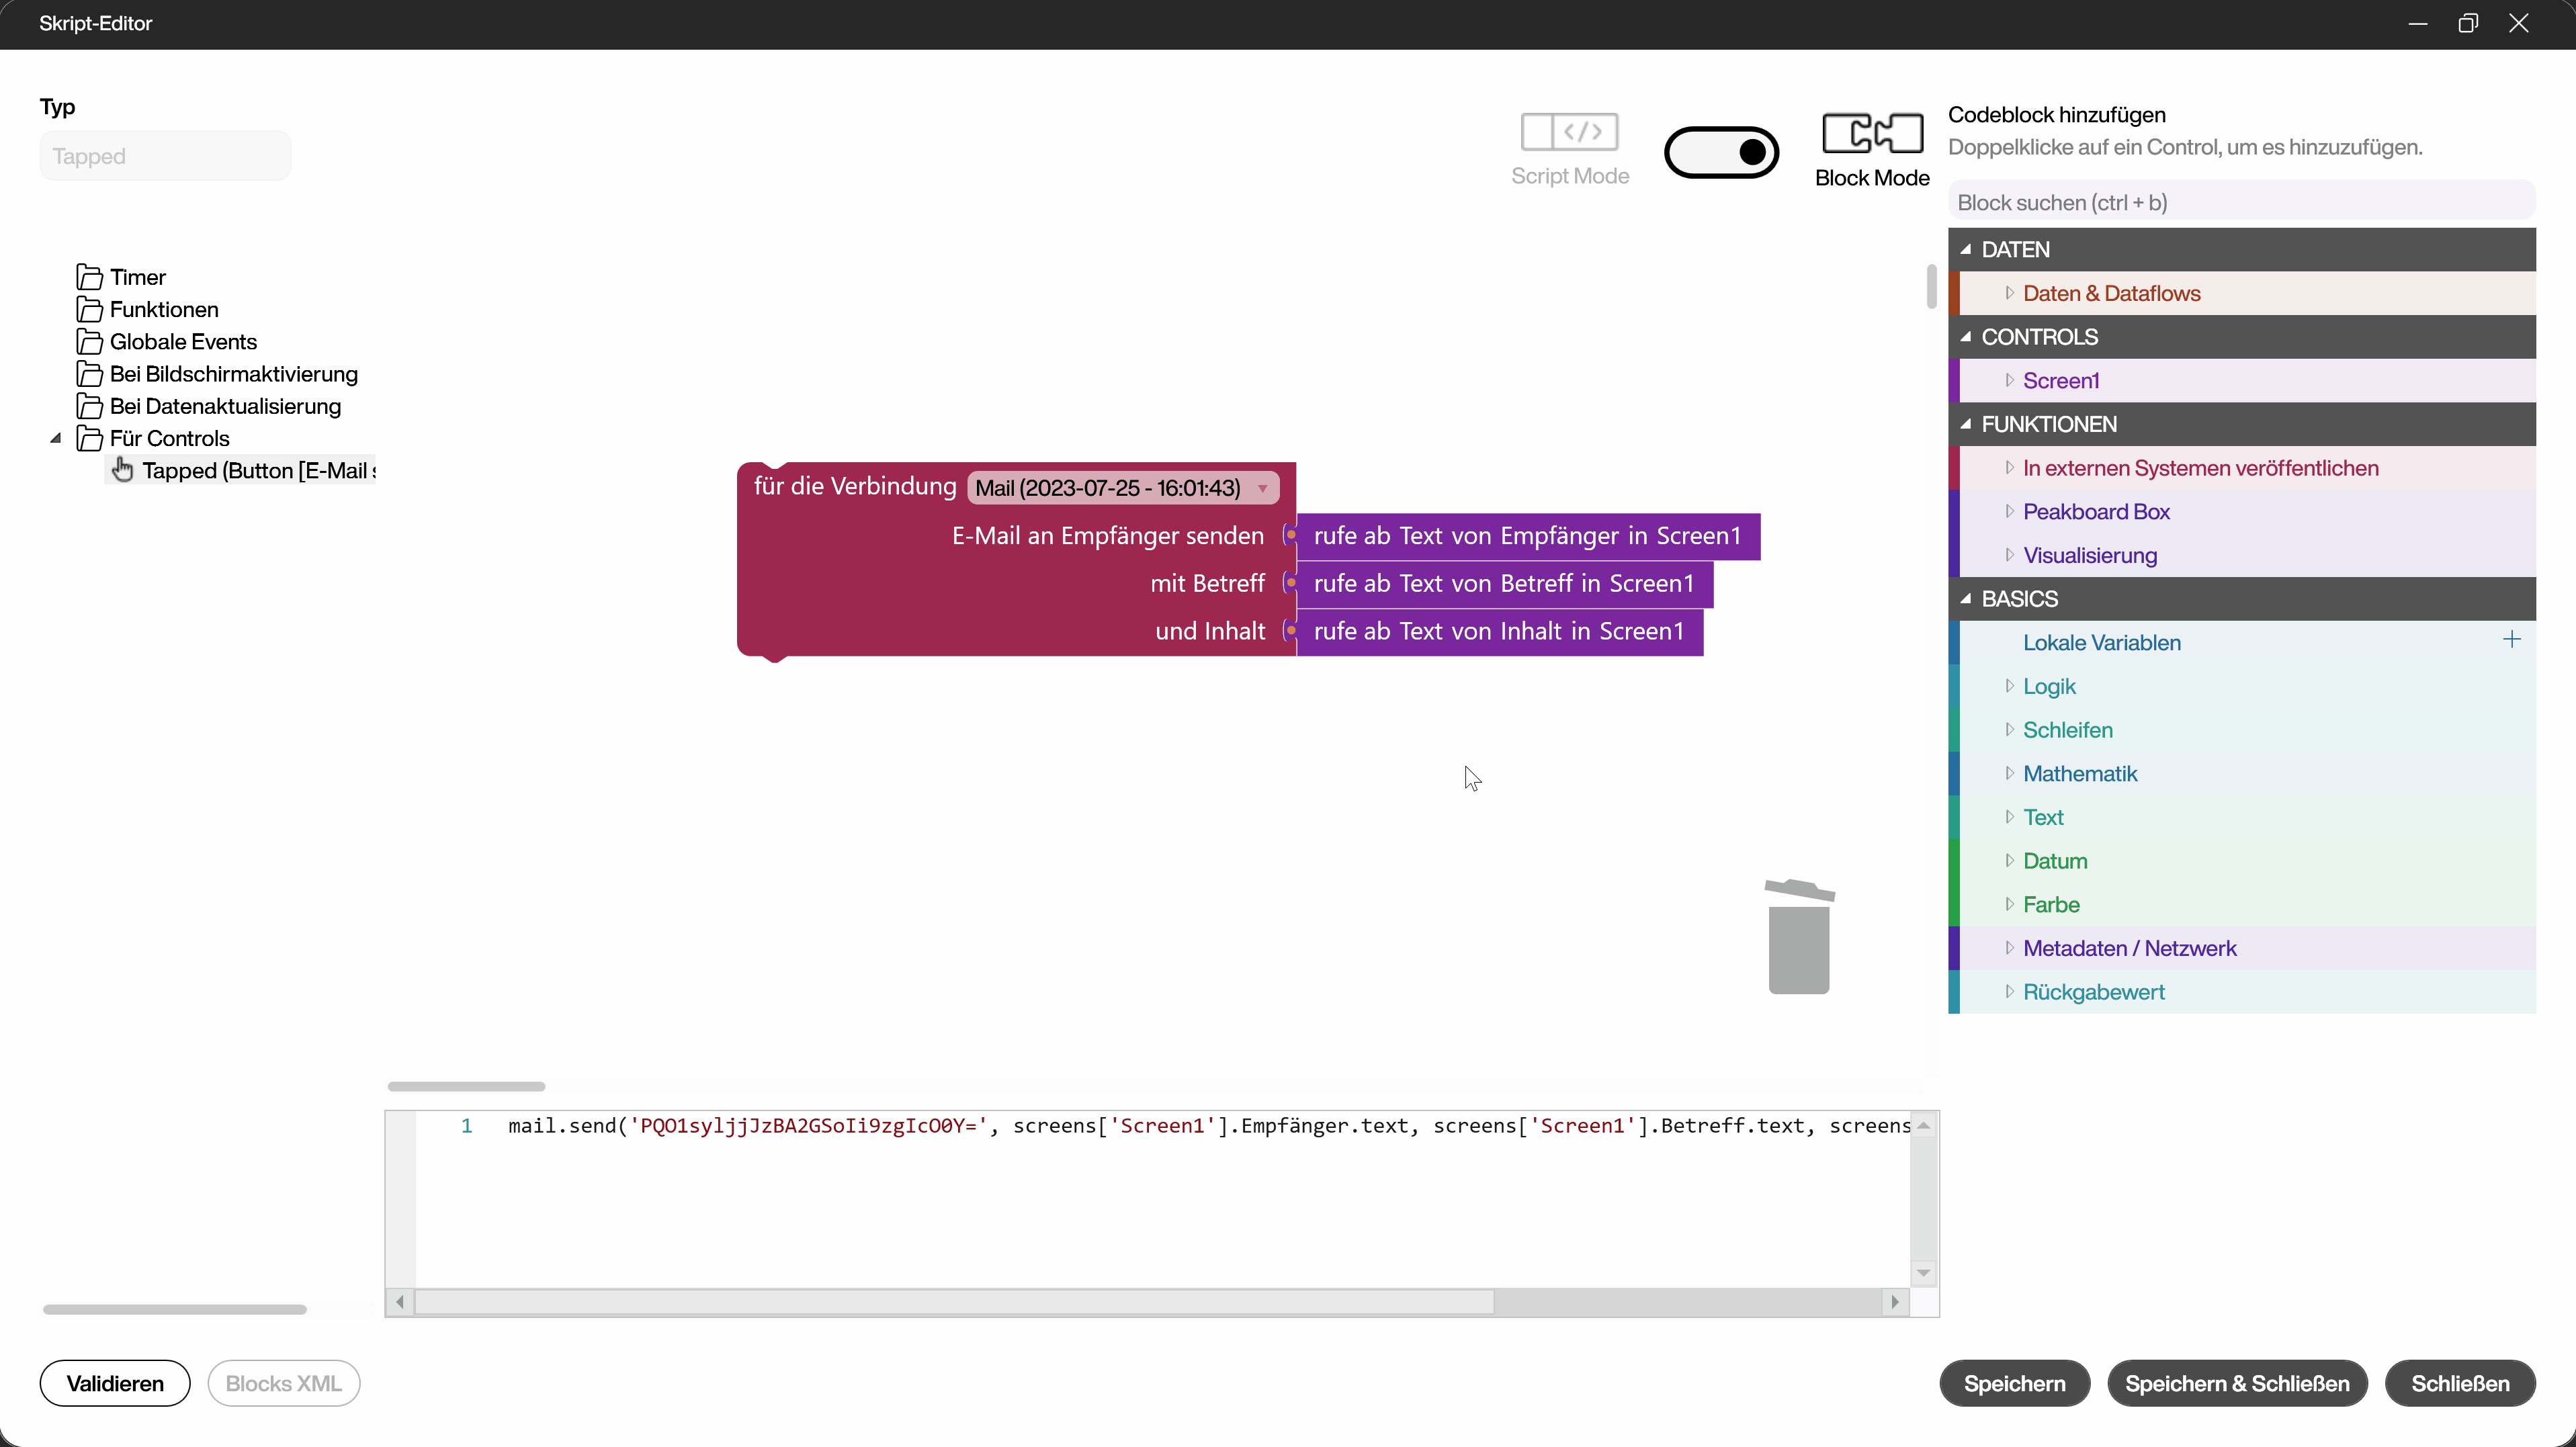 Skript-Editor
Typ
Tapped
Timer
Funktionen
Globale Events
Bei Bildschirmaktivierung
Bei Datenaktualisierung
Für Controls
Tapped (Button [E-Mail
Script Mode
Block Mode
für die Verbindung Mail (2023-07-25 - 16:01:43)
E-Mail an Empfänger senden rufe ab Text von Empfänger in Screen1
mit Betreff rufe ab Text von Betreff in Screen1
und Inhalt rufe ab Text von Inhalt in Screen1
1 mail.send('PQO1syljjJzBA2GSoIi9zgIcO0Y=', screens['Screen1'].Empfänger.text, screens['Screen1'].Betreff.text, screens
Codeblock hinzufügen
Doppelklicke auf ein Control, um es hinzuzufügen.
Block suchen (ctrl + b)
DATEN
Daten & Dataflows
CONTROLS
Screen1
FUNKTIONEN
In externen Systemen veröffentlichen
Peakboard Box
Visualisierung
BASICS
Lokale Variablen
Logik
Schleifen
Mathematik
Text
Datum
Farbe
Metadaten / Netzwerk
Rückgabewert
Validieren
Blocks XML
Speichern
Speichern & Schließen
Schließen